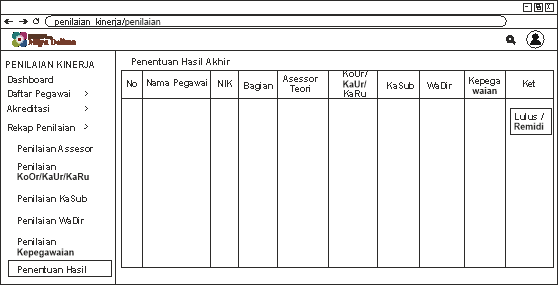 penilaian_kinerja/penilaian
PENILAIAN KINERJA
Dashboard
Daftar Pegawai >
Akreditasi >
Rekap Penilaian >
Penilaian Assesor
Penilaian
KoOr/KaUr/KaRu
Penilaian KaSub
Penilaian WaDir
Penilaian
Kepegawaian
Penentuan Hasil
Penentuan Hasil Akhir
No
Nama Pegawai
NIK
Bagian
Asessor
Teori
KoUr/
KaUr/
KaRu
KaSub
WaDir
Kepega
waian
Ket
Lulus /
Remidi